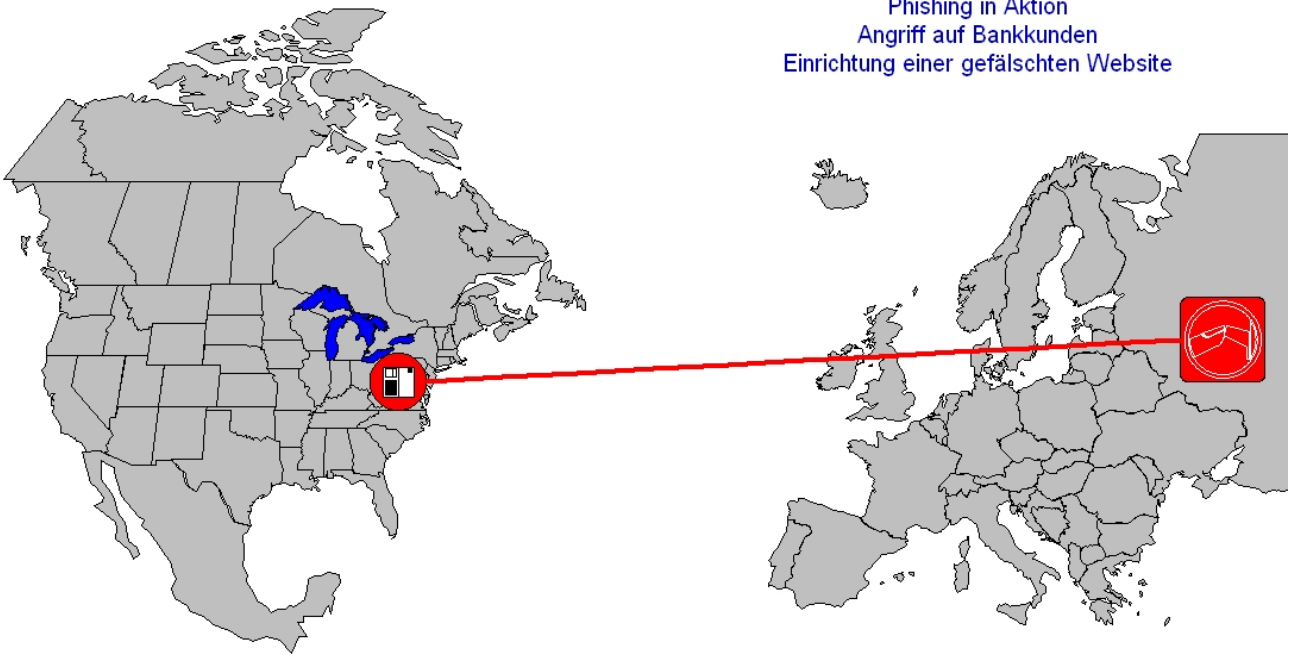 Phishing in Aktion
Angriff auf Bankkunden
Einrichtung einer gefälschten Website